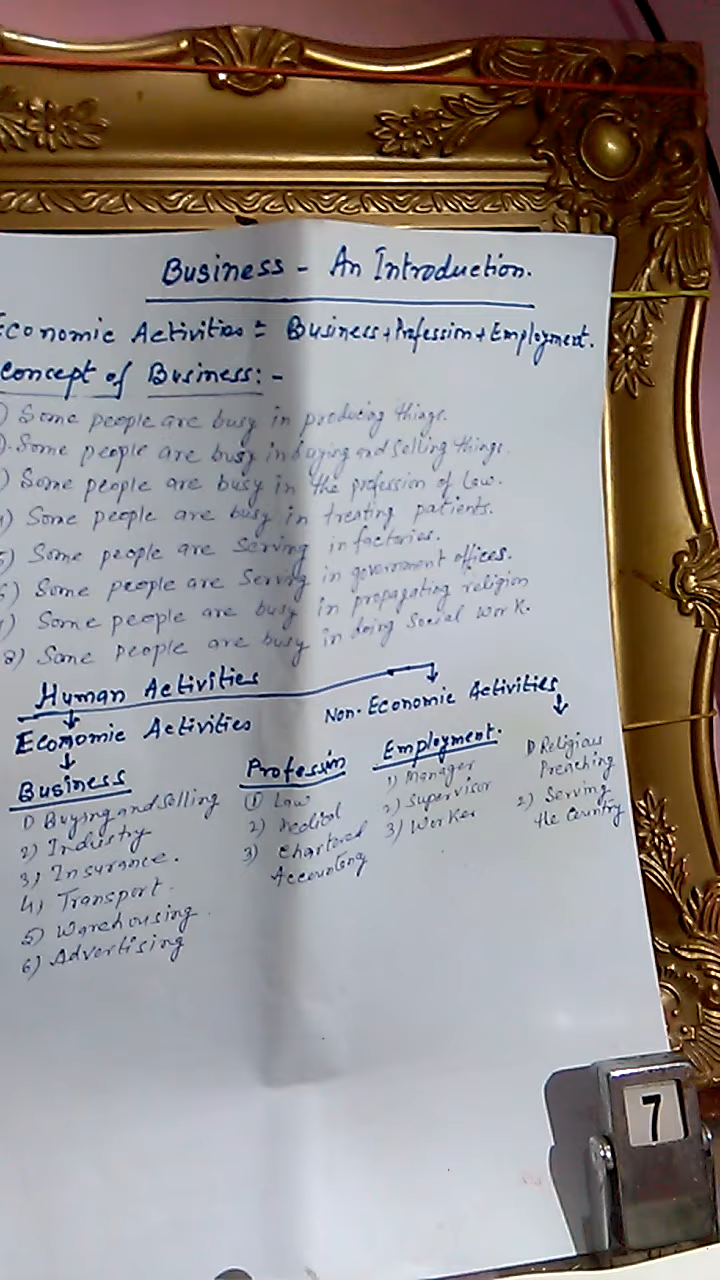 Business - An Introduction.
Economic Activities = Business + Profession + Employment.
Concept of Business: -
) Some people are busy in producing things.
). Some people are busy in buying and selling things.
) Some people are busy in the profession of law.
4) Some people are busy in treating patients.
5) Some people are serving in factories.
6) Some people are serving in government offices.
7) Some people are busy in propagating religion
8) Some people are busy in doing social work.
Human Activities
Economic Activities
Non-Economic Activities
Business
1) Buying and selling
2) Industry
3) Insurance.
4) Transport.
5) Warehousing
6) Advertising
Profession
1) Law
2) Medical
3) Chartered
Accounting
Employment.
1) Manager
2) Supervisor
3) Worker
1) Religious
Preaching
2) Serving
the Country
7